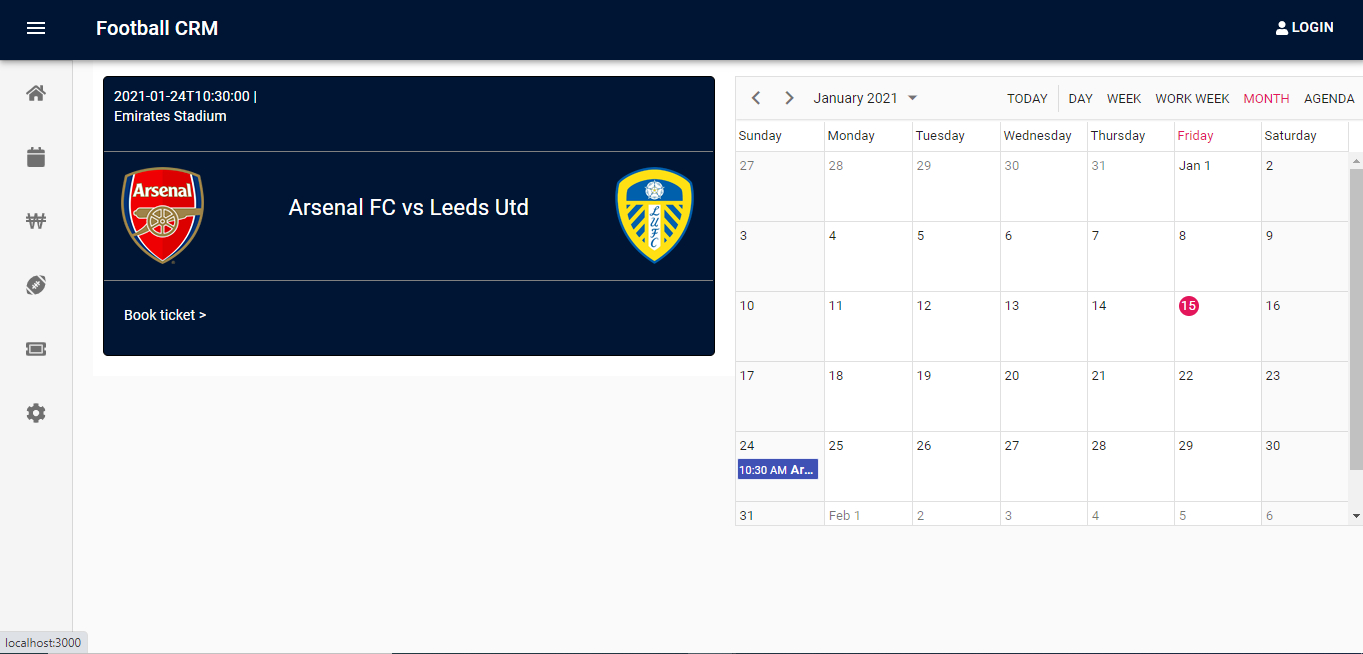 Football CRM
LOGIN
2021-01-24T10:30:00 |
Emirates Stadium
Arsenal
Arsenal FC vs Leeds Utd
LUFC
Book ticket >
January 2021
TODAY DAY WEEK WORK WEEK MONTH AGENDA
Sunday Monday Tuesday Wednesday Thursday Friday Saturday
27 28 29 30 31 Jan 1 2
3 4 5 6 7 8 9
10 11 12 13 14 15 16
17 18 19 20 21 22 23
24 25 26 27 28 29 30
10:30 AM Ar...
31 Feb 1 2 3 4 5 6
localhost:3000